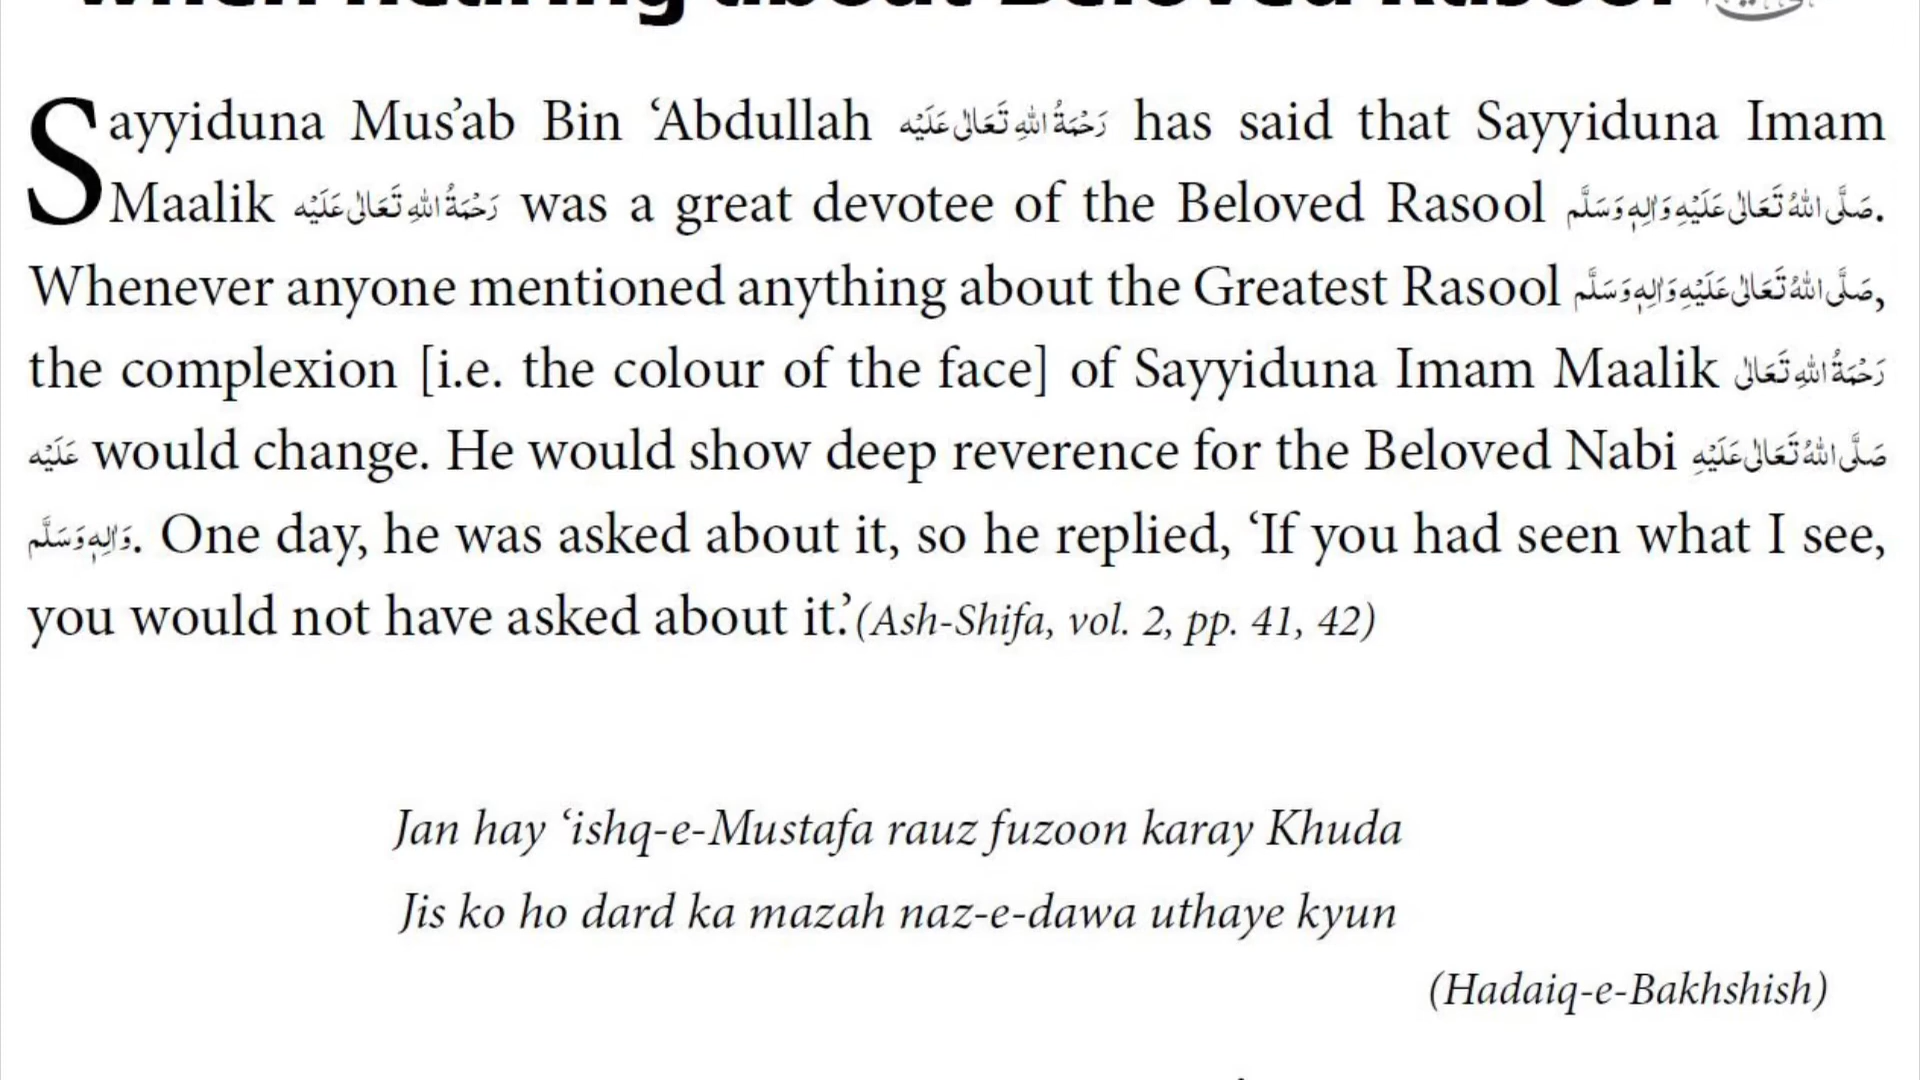 when hearing about Beloved Rasool
Sayyiduna Mus’ab Bin ‘Abdullah رَحْمَةُ اللهِ تَعَالٰی عَلَيْه has said that Sayyiduna Imam
Maalik رَحْمَةُ اللهِ تَعَالٰی عَلَيْه was a great devotee of the Beloved Rasool صَلَّى اللهُ تَعَالٰی عَلَيْهِ وَاٰلِهٖ وَسَلَّم.
Whenever anyone mentioned anything about the Greatest Rasool صَلَّى اللهُ تَعَالٰی عَلَيْهِ وَاٰلِهٖ وَسَلَّم,
the complexion [i.e. the colour of the face] of Sayyiduna Imam Maalik رَحْمَةُ اللهِ تَعَالٰی
عَلَيْه would change. He would show deep reverence for the Beloved Nabi صَلَّى اللهُ تَعَالٰی عَلَيْهِ
وَاٰلِهٖ وَسَلَّم. One day, he was asked about it, so he replied, ‘If you had seen what I see,
you would not have asked about it.’(Ash-Shifa, vol. 2, pp. 41, 42)
Jan hay ‘ishq-e-Mustafa rauz fuzoon karay Khuda
Jis ko ho dard ka mazah naz-e-dawa uthaye kyun
(Hadaiq-e-Bakhshish)